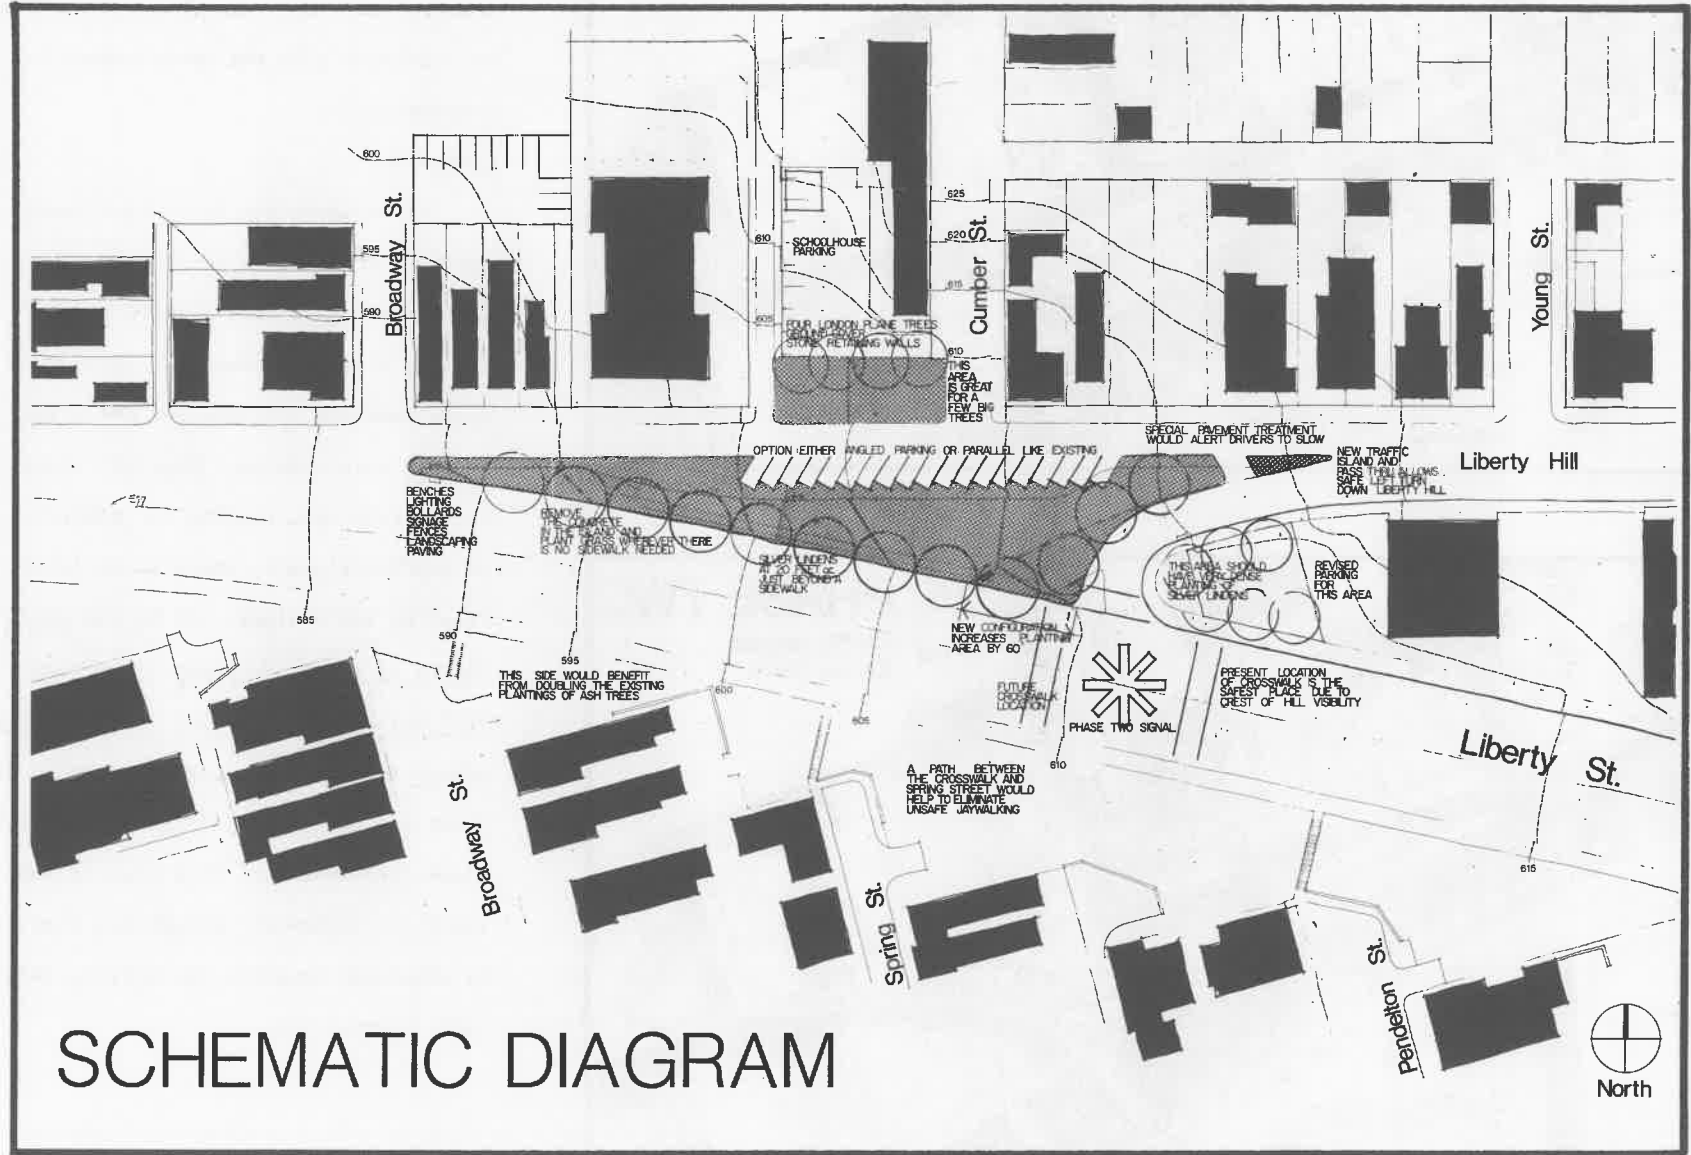 600
595
590
Broadway St.
610
605
SCHOOLHOUSE
PARKING
625
620
615
610
Cumber St.
Young St.
FOUR LONDON PLANE TREES
GROUND COVER
STONE RETAINING WALLS
THIS
AREA
IS GREAT
FOR A
FEW BIG
TREES
SPECIAL PAVEMENT TREATMENT
WOULD ALERT DRIVERS TO SLOW
OPTION : EITHER ANGLED PARKING OR PARALLEL LIKE EXISTING
NEW TRAFFIC
ISLAND AND
PASS THRU ALLOWS
SAFE LEFT TURN
DOWN LIBERTY HILL
Liberty Hill
BENCHES
LIGHTING
BOLLARDS
SIGNAGE
FENCES
LANDSCAPING
PAVING
REMOVE
THIS CONCRETE
IN THE ISLAND AND
PLANT GRASS WHEREVER THERE
IS NO SIDEWALK NEEDED
SILVER LINDENS
AT 20 FEET
JUST BEYOND A
SIDEWALK
THIS AREA SHOULD
HAVE VERY DENSE
PLANTING OF
SILVER LINDENS
REVISED
PARKING
FOR
THIS AREA
NEW CONFIGURATION
INCREASES PLANTING
AREA BY 60
585
590
595
600
605
610
615
THIS SIDE WOULD BENEFIT
FROM DOUBLING THE EXISTING
PLANTINGS OF ASH TREES
FUTURE
CROSSWALK
LOCATION
PHASE TWO SIGNAL
PRESENT LOCATION
OF CROSSWALK IS THE
SAFEST PLACE DUE TO
CREST OF HILL VISIBILITY
A PATH BETWEEN
THE CROSSWALK AND
SPRING STREET WOULD
HELP TO ELIMINATE
UNSAFE JAYWALKING
Liberty St.
Broadway St.
Spring St.
Pendelton St.
SCHEMATIC DIAGRAM
North